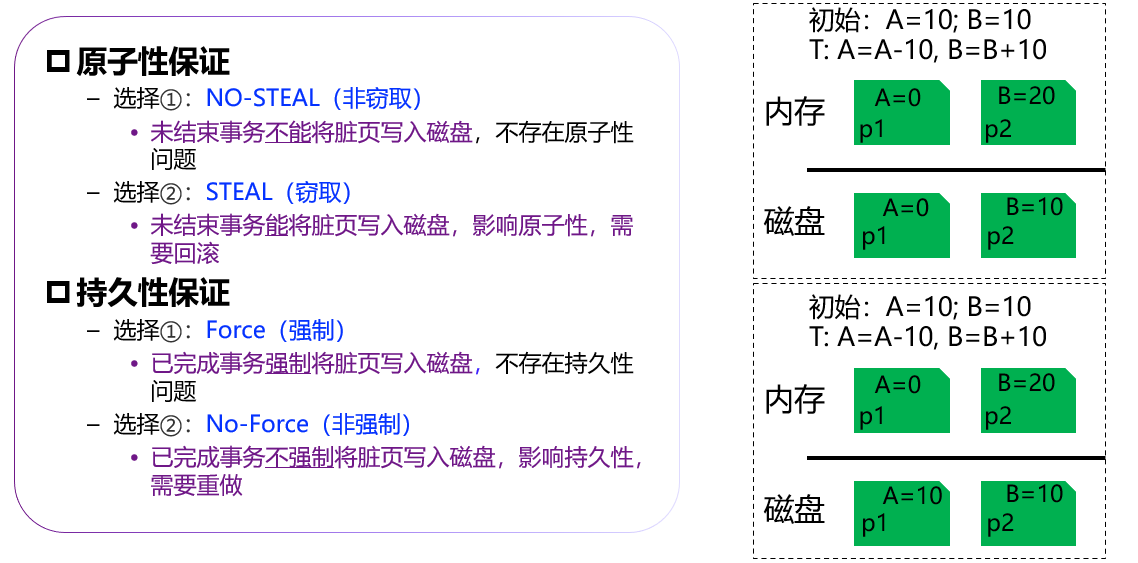 原子性保证
– 选择①：NO-STEAL（非窃取）
• 未结束事务不能将脏页写入磁盘，不存在原子性
问题
– 选择②：STEAL（窃取）
• 未结束事务能将脏页写入磁盘，影响原子性，需
要回滚
持久性保证
– 选择①：Force（强制）
• 已完成事务强制将脏页写入磁盘，不存在持久性
问题
– 选择②：No-Force（非强制）
• 已完成事务不强制将脏页写入磁盘，影响持久性，
需要重做
初始：A=10; B=10
T: A=A-10, B=B+10
内存
A=0
p1
B=20
p2
磁盘
A=0
p1
B=10
p2
初始：A=10; B=10
T: A=A-10, B=B+10
内存
A=0
p1
B=20
p2
磁盘
A=10
p1
B=10
p2